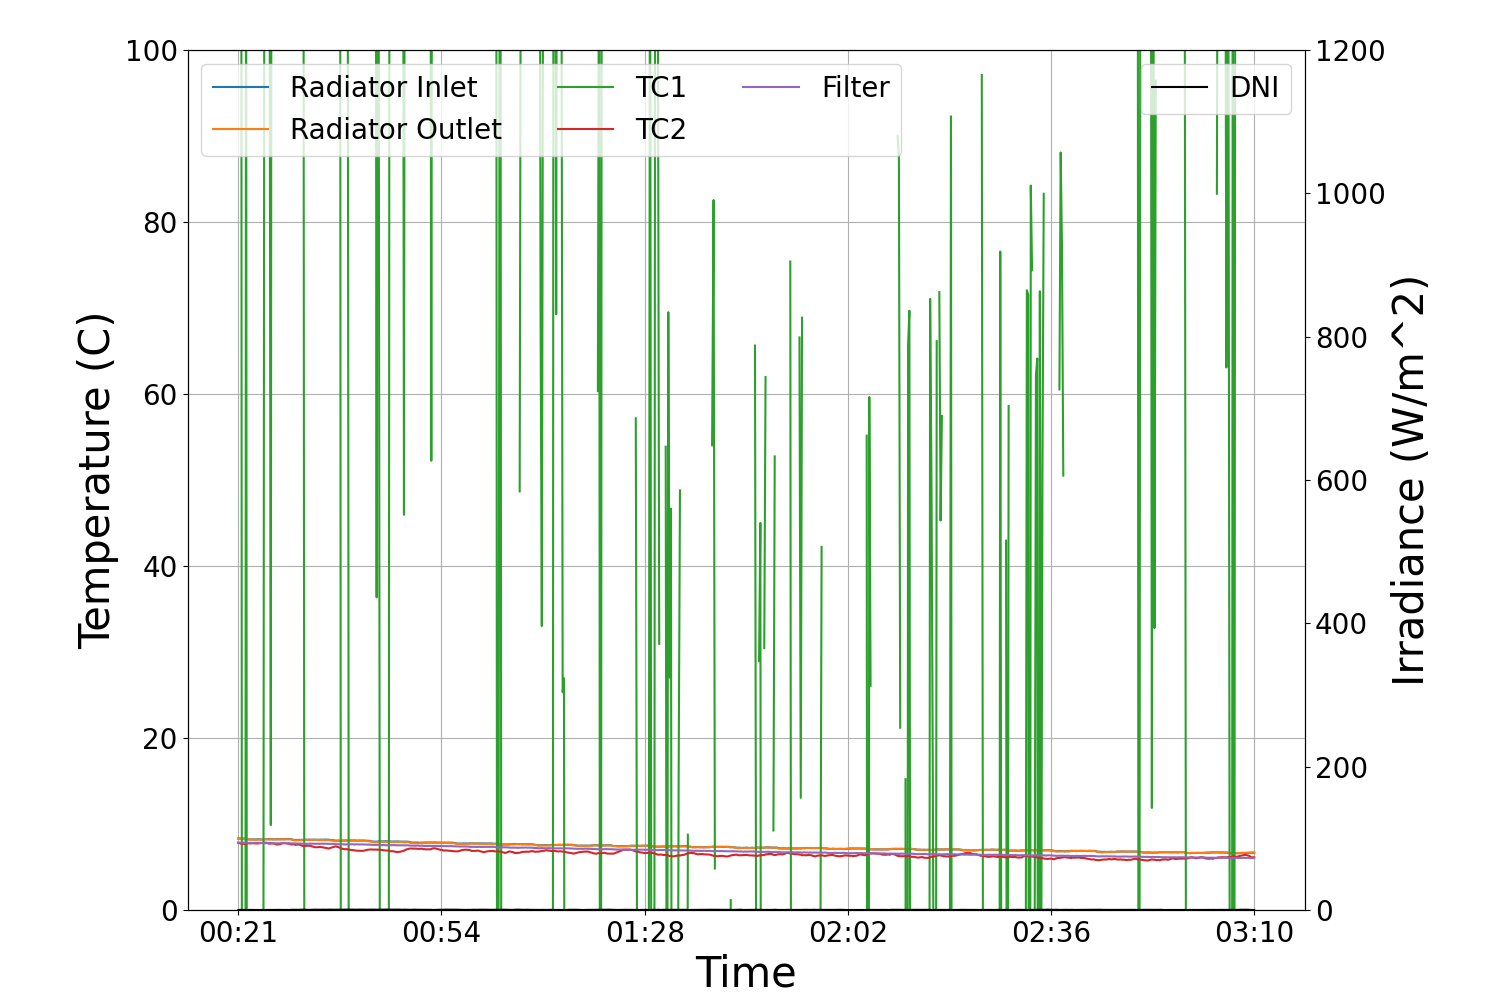 Radiator Inlet
Radiator Outlet
TC1
TC2
Filter
DNI
Temperature (C)
100
80
60
40
20
0
1200
1000
800
600
400
200
0
Irradiance (W/m^2)
00:21 00:54 01:28 02:02 02:36 03:10
Time